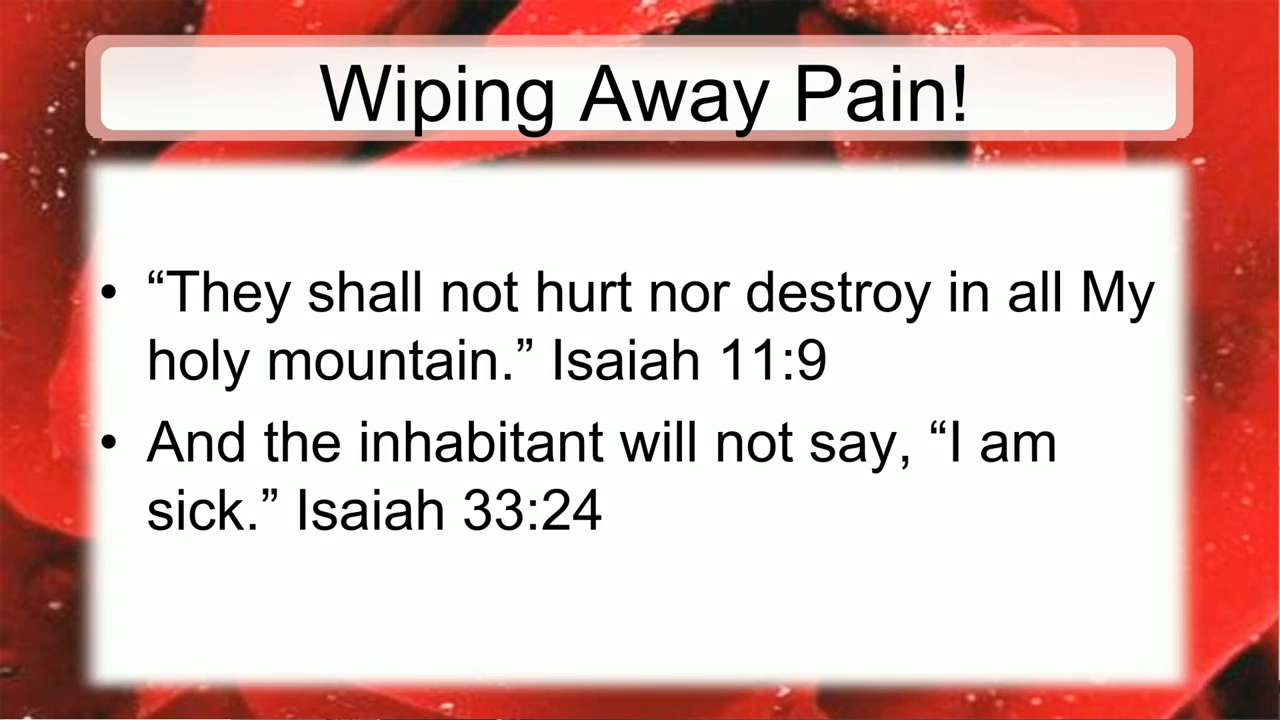 Wiping Away Pain!
• “They shall not hurt nor destroy in all My
holy mountain.” Isaiah 11:9
• And the inhabitant will not say, “I am
sick.” Isaiah 33:24